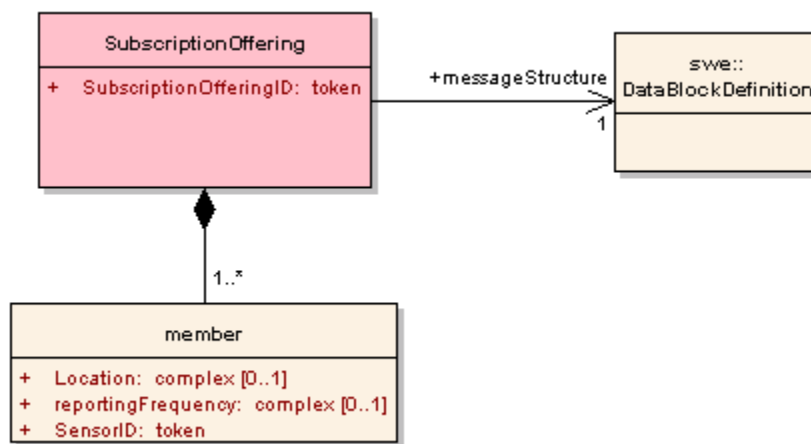 SubscriptionOffering
+ SubscriptionOfferingID: token
+messageStructure
1
swe::
DataBlockDefinition
1..*
member
+ Location: complex [0..1]
+ reportingFrequency: complex [0..1]
+ SensorID: token